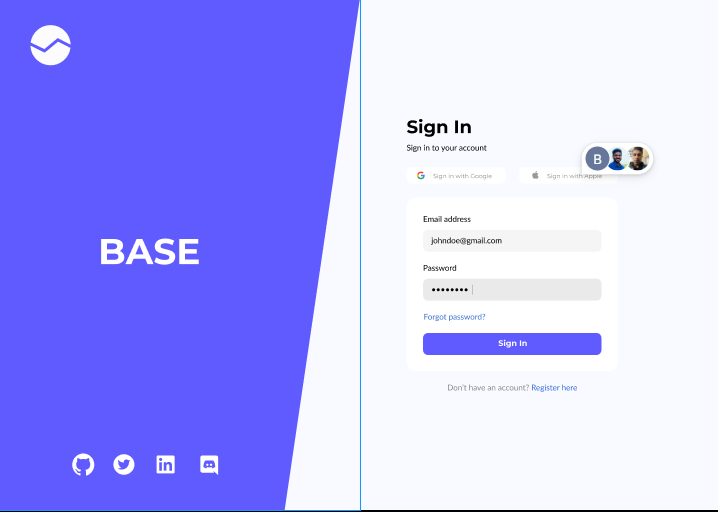 BASE
Sign In
Sign in to your account
B
Sign in with Google
Sign in with Apple
Email address
johndoe@gmail.com
Password
••••••••
Forgot password?
Sign In
Don't have an account? Register here